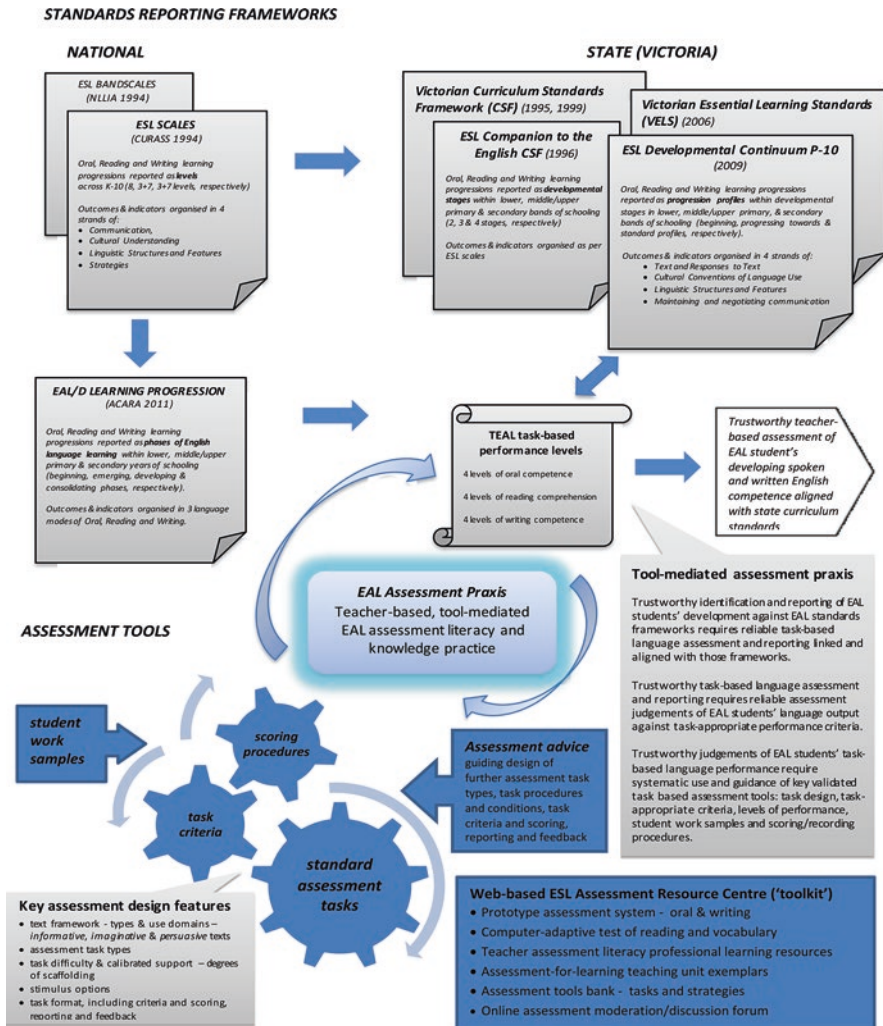 STANDARDS REPORTING FRAMEWORKS
NATIONAL
STATE (VICTORIA)
ESL BANDSCALES
(NLLIA 1994)
ESL SCALES
(CURASS 1994)
Oral, Reading and Writing learning
progressions reported as levels
across K-10 (8, 3+7, 3+7 levels, respectively)
Outcomes & indicators organised in 4
strands of:
• Communication,
• Cultural Understanding
• Linguistic Structures and Features
• Strategies
Victorian Curriculum Standards
Framework (CSF) (1995, 1999)
ESL Companion to the
English CSF (1996)
Oral, Reading and Writing learning
progressions reported as developmental
stages within lower, middle/upper
primary & secondary bands of schooling
(2, 3 & 4 stages, respectively)
Outcomes & indicators organised as per
ESL scales
Victorian Essential Learning Standards
(VELS) (2006)
ESL Developmental Continuum P-10
(2009)
Oral, Reading and Writing learning progressions
reported as progression profiles within developmental
stages in lower, middle/upper primary, & secondary
bands of schooling (beginning, progressing towards &
standard profiles, respectively).
Outcomes & indicators organised in 4 strands of:
• Text and Responses to Text
• Cultural Conventions of Language Use
• Linguistic Structures and Features
• Maintaining and negotiating communication
EAL/D LEARNING PROGRESSION
(ACARA 2011)
Oral, Reading and Writing learning
progressions reported as phases of English
language learning within lower, middle/upper
primary & secondary years of schooling
(beginning, emerging, developing &
consolidating phases, respectively).
Outcomes & indicators organised in 3 language
modes of Oral, Reading and Writing.
TEAL task-based
performance levels
4 levels of oral competence
4 levels of reading comprehension
4 levels of writing competence
Trustworthy teacher-
based assessment of
EAL student's
developing spoken
and written English
competence aligned
with state curriculum
standards
EAL Assessment Praxis
Teacher-based, tool-mediated
EAL assessment literacy and
knowledge practice
Tool-mediated assessment praxis
Trustworthy identification and reporting of EAL
students' development against EAL standards
frameworks requires reliable task-based
language assessment and reporting linked and
aligned with those frameworks.
Trustworthy task-based language assessment
and reporting requires reliable assessment
judgements of EAL students' language output
against task-appropriate performance criteria.
Trustworthy judgements of EAL students' task-
based language performance require
systematic use and guidance of key validated
task based assessment tools: task design, task-
appropriate criteria, levels of performance,
student work samples and scoring/recording
procedures.
ASSESSMENT TOOLS
student
work
samples
scoring
procedures
task
criteria
standard
assessment
tasks
Assessment advice
guiding design of
further assessment task
types, task procedures
and conditions, task
criteria and scoring,
reporting and feedback
Key assessment design features
• text framework - types & use domains –
informative, imaginative & persuasive texts
• assessment task types
• task difficulty & calibrated support – degrees
of scaffolding
• stimulus options
• task format, including criteria and scoring,
reporting and feedback
Web-based ESL Assessment Resource Centre ('toolkit')
• Prototype assessment system - oral & writing
• Computer-adaptive test of reading and vocabulary
• Teacher assessment literacy professional learning resources
• Assessment-for-learning teaching unit exemplars
• Assessment tools bank - tasks and strategies
• Online assessment moderation/discussion forum